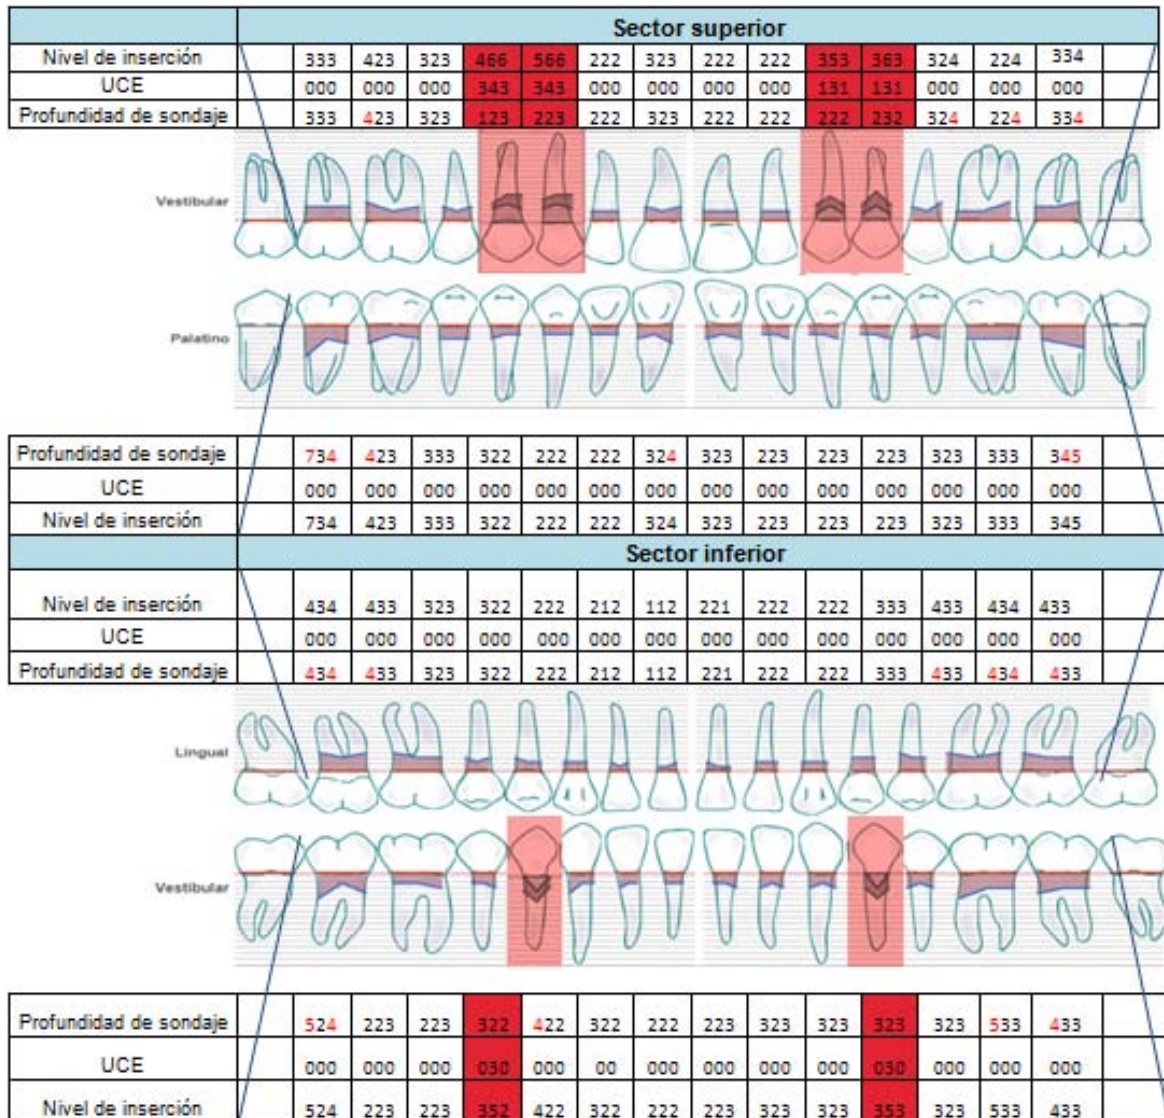 Sector superior
Nivel de inserción 333 423 323 466 566 222 323 222 222 353 363 324 224 334
UCE 000 000 000 343 343 000 000 000 000 131 131 000 000 000
Profundidad de sondaje 333 423 323 123 223 222 323 222 222 222 232 324 224 334
Vestibular
Palatino
Profundidad de sondaje 734 423 333 322 222 222 324 323 223 223 223 323 333 345
UCE 000 000 000 000 000 000 000 000 000 000 000 000 000 000
Nivel de inserción 734 423 333 322 222 222 324 323 223 223 223 323 333 345
Sector inferior
Nivel de inserción 434 433 323 322 222 212 112 221 222 222 333 433 434 433
UCE 000 000 000 000 000 000 000 000 000 000 000 000 000 000
Profundidad de sondaje 434 433 323 322 222 212 112 221 222 222 333 433 434 433
Lingual
Vestibular
Profundidad de sondaje 524 223 223 322 422 322 222 223 323 323 323 323 533 433
UCE 000 000 000 030 000 00 000 000 000 000 030 000 000 000
Nivel de inserción 524 223 223 352 422 322 222 223 323 323 353 323 533 433